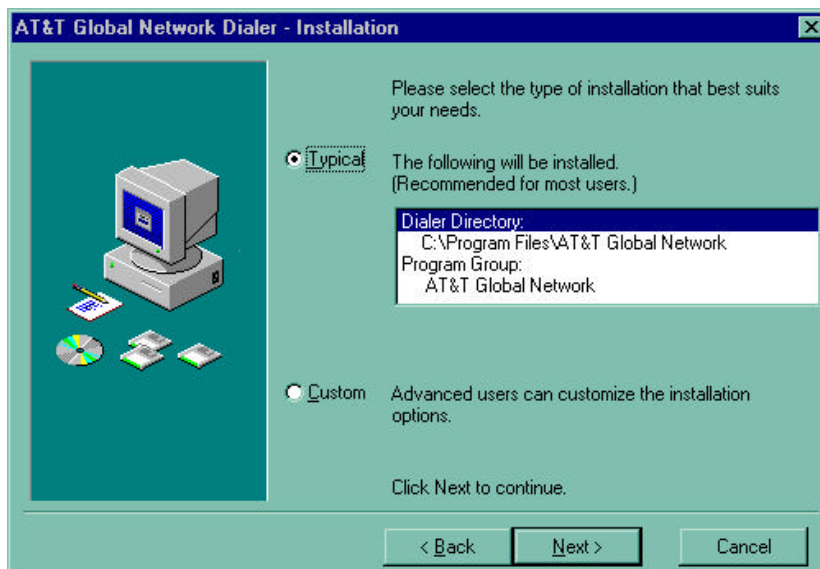 AT&T Global Network Dialer - Installation
Please select the type of installation that best suits
your needs.
Typical
The following will be installed.
(Recommended for most users.)
Dialer Directory:
C:\Program Files\AT&T Global Network
Program Group:
AT&T Global Network
Custom
Advanced users can customize the installation
options.
Click Next to continue.
< Back
Next >
Cancel